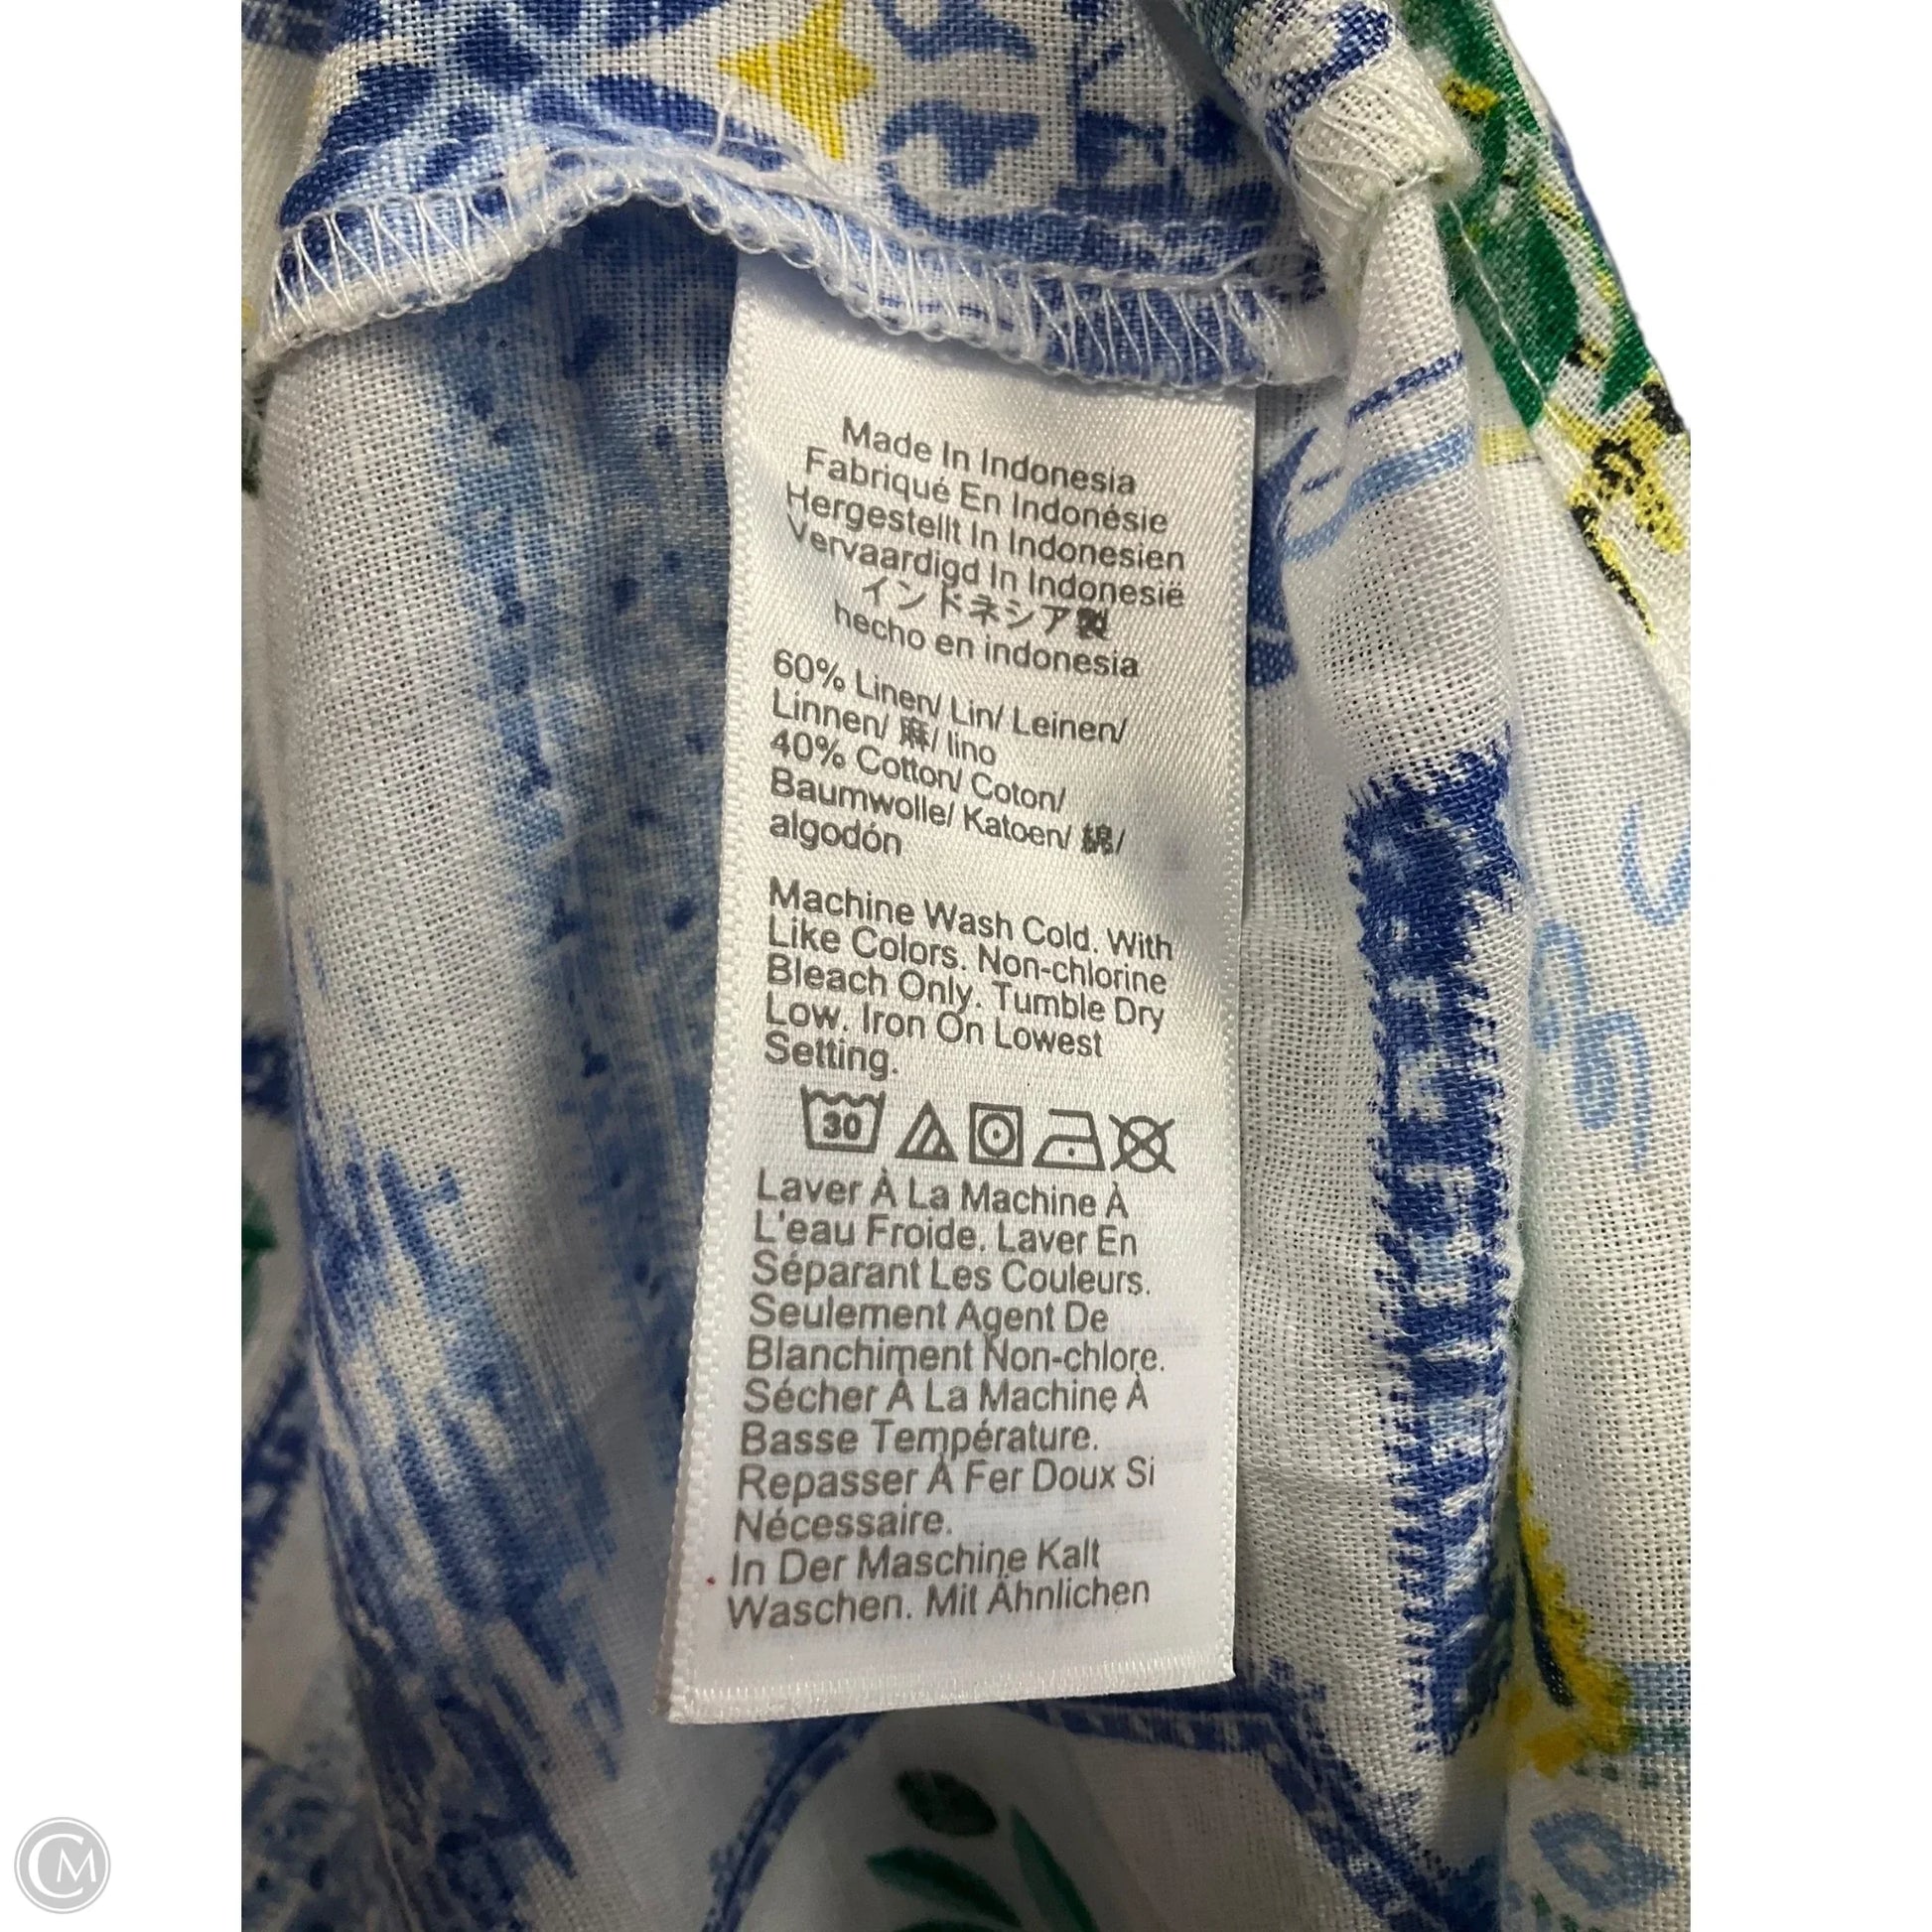 Made In Indonesia
Fabriqué En Indonésie
Hergestellt In Indonesien
Vervaardigd In Indonesië
インドネシア製
hecho en indonesia
60% Linen/ Lin/ Leinen/
Linnen/ 麻/ lino
40% Cotton/ Coton/
Baumwolle/ Katoen/ 綿/
algodón
Machine Wash Cold. With
Like Colors. Non-chlorine
Bleach Only. Tumble Dry
Low. Iron On Lowest
Setting.
30
Laver À La Machine À
L'eau Froide. Laver En
Séparant Les Couleurs.
Seulement Agent De
Blanchiment Non-chlore.
Sécher À La Machine À
Basse Température.
Repasser À Fer Doux Si
Nécessaire.
In Der Maschine Kalt
Waschen. Mit Ähnlichen
CM